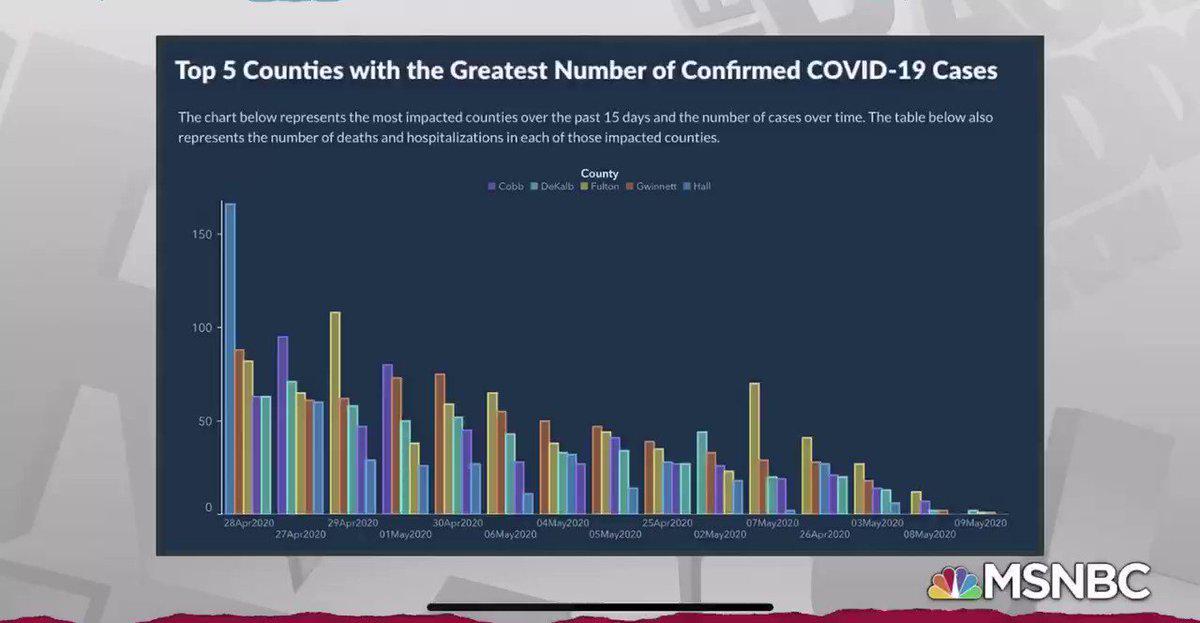 Top 5 Counties with the Greatest Number of Confirmed COVID-19 Cases
The chart below represents the most impacted counties over the past 15 days and the number of cases over time. The table below also
represents the number of deaths and hospitalizations in each of those impacted counties.
County
Cobb DeKalb Fulton Gwinnett Hall
150
100
50
0
28Apr2020 29Apr2020 30Apr2020 04May2020 25Apr2020 07May2020 03May2020 09May2020
27Apr2020 01May2020 06May2020 05May2020 02May2020 26Apr2020 08May2020
MSNBC